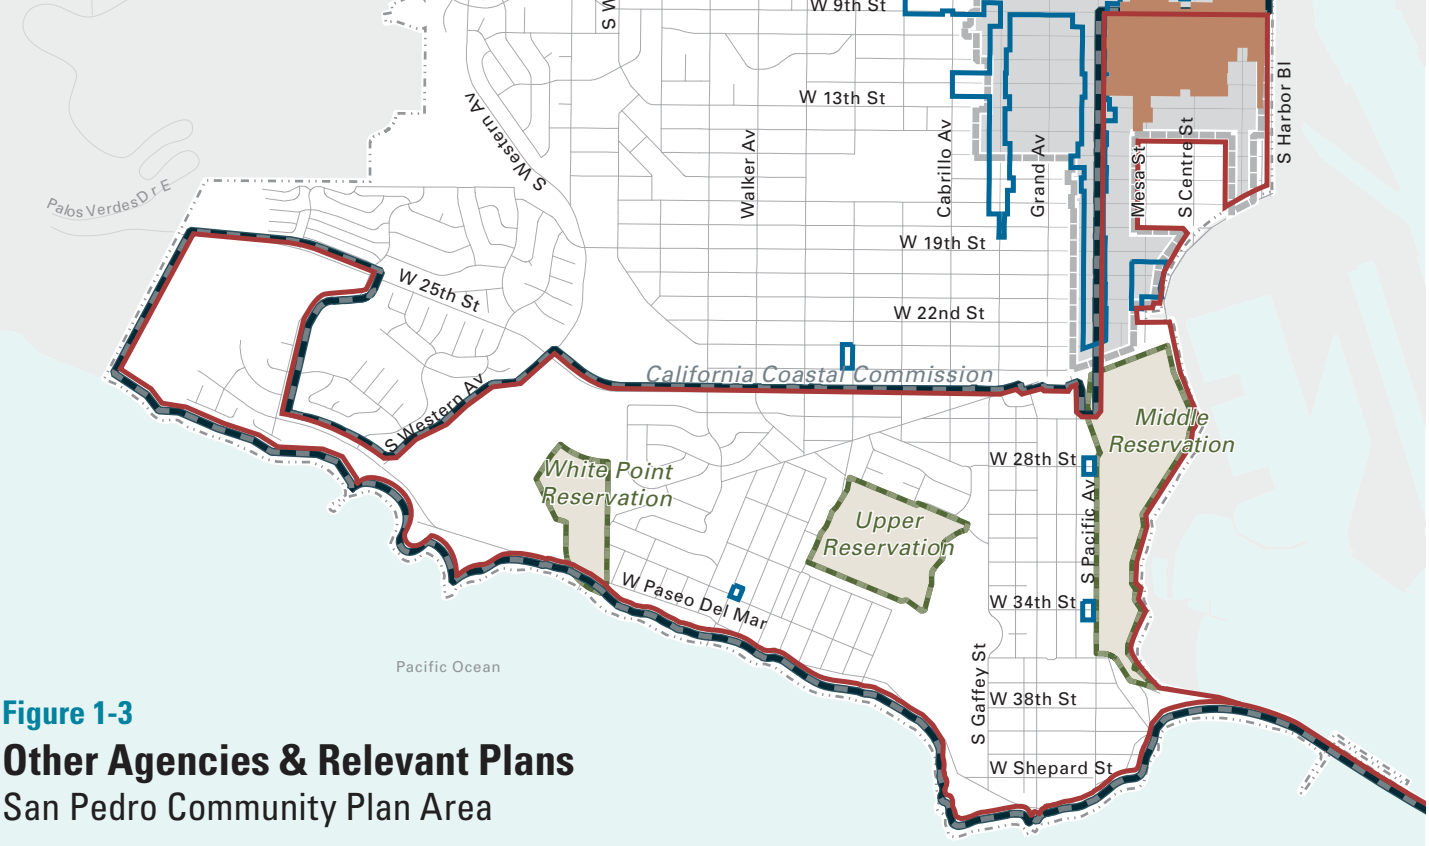 W 9th St
S W
S Western Av
W 13th St
Walker Av
Cabrillo Av
Grand Av
Mesa St
S Centre St
S Harbor Bl
S Western Av
Palos Verdes Dr E
W 19th St
W 25th St
W 22nd St
California Coastal Commission
S Western Av
Middle
Reservation
White Point
Reservation
W 28th St
Upper
Reservation
S Pacific Av
W Paseo Del Mar
W 34th St
Pacific Ocean
S Gaffey St
W 38th St
W Shepard St
Figure 1-3
Other Agencies & Relevant Plans
San Pedro Community Plan Area